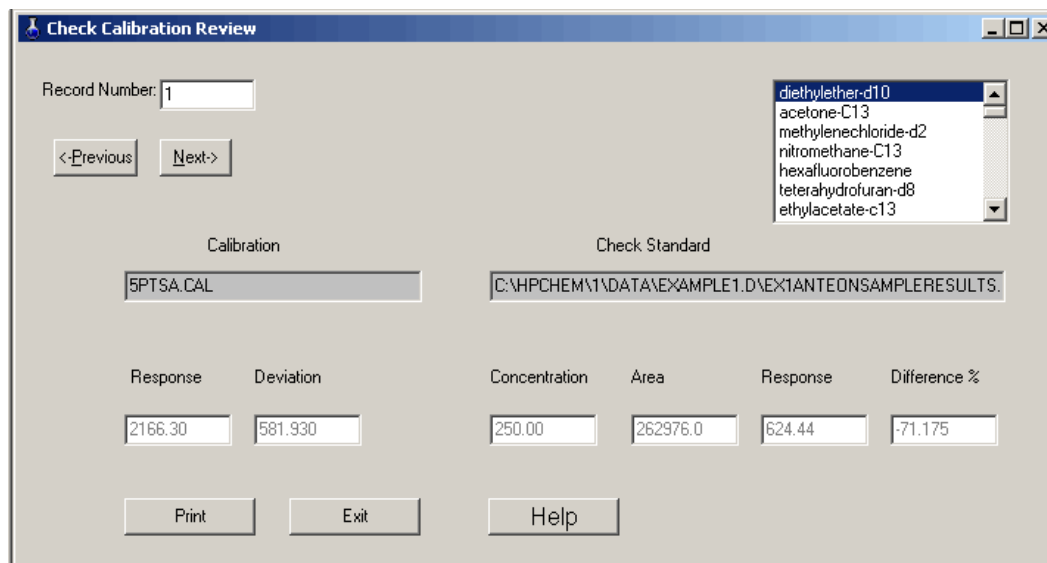 Check Calibration Review
Record Number: 1
<-Previous Next->
diethylether-d10
acetone-C13
methylenechloride-d2
nitromethane-C13
hexafluorobenzene
teterahydrofuran-d8
ethylacetate-c13
Calibration Check Standard
5PTSA.CAL C:\HPCHEM\1\DATA\EXAMPLE1.D\EX1ANTEONSAMPLERESULTS.
Response Deviation Concentration Area Response Difference %
2166.30 581.930 250.00 262976.0 624.44 -71.175
Print Exit Help